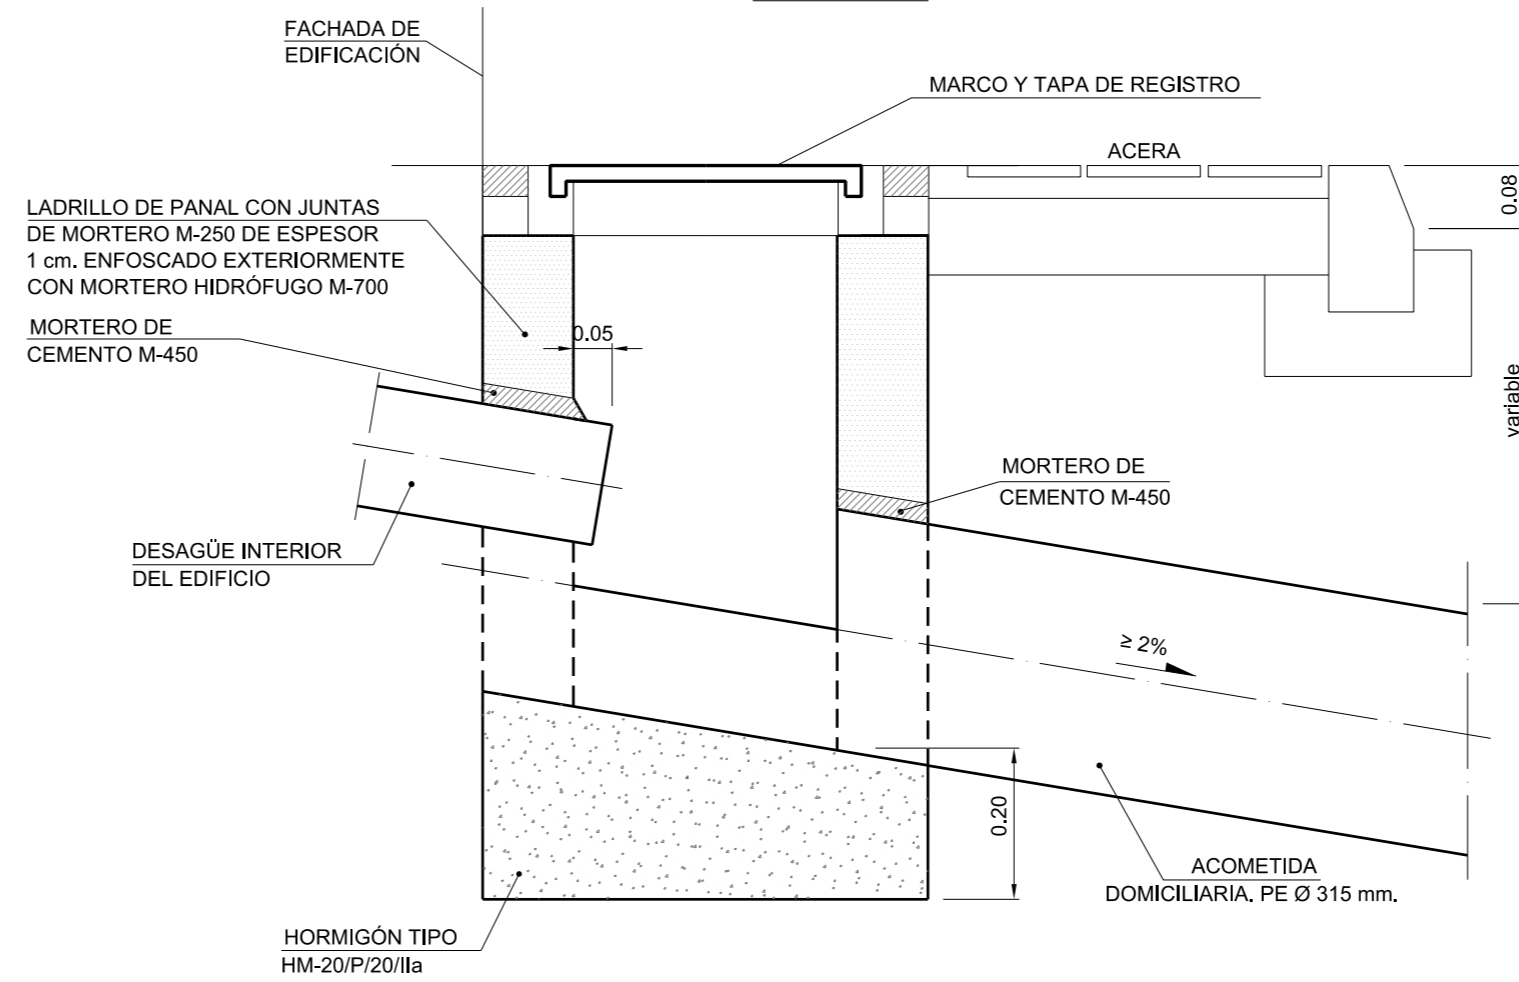 FACHADA DE
EDIFICACIÓN
MARCO Y TAPA DE REGISTRO
ACERA
0.08
LADRILLO DE PANAL CON JUNTAS
DE MORTERO M-250 DE ESPESOR
1 cm. ENFOSCADO EXTERIORMENTE
CON MORTERO HIDRÓFUGO M-700
MORTERO DE
CEMENTO M-450
0.05
variable
MORTERO DE
CEMENTO M-450
DESAGÜE INTERIOR
DEL EDIFICIO
≥ 2%
0.20
ACOMETIDA
DOMICILIARIA. PE Ø 315 mm.
HORMIGÓN TIPO
HM-20/P/20/IIa